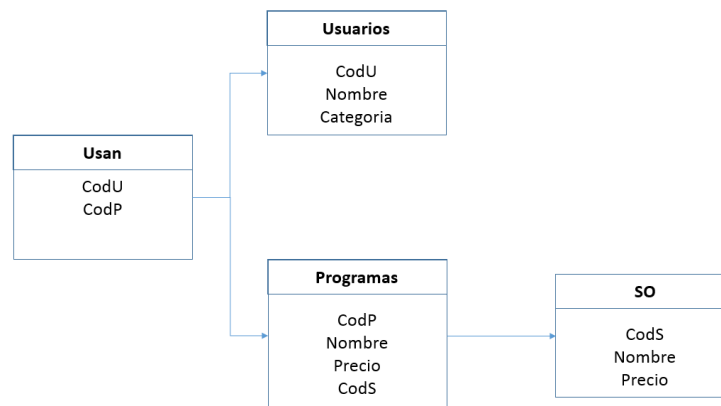 Usuarios
CodU
Nombre
Categoria
Usan
CodU
CodP
Programas
CodP
Nombre
Precio
CodS
SO
CodS
Nombre
Precio